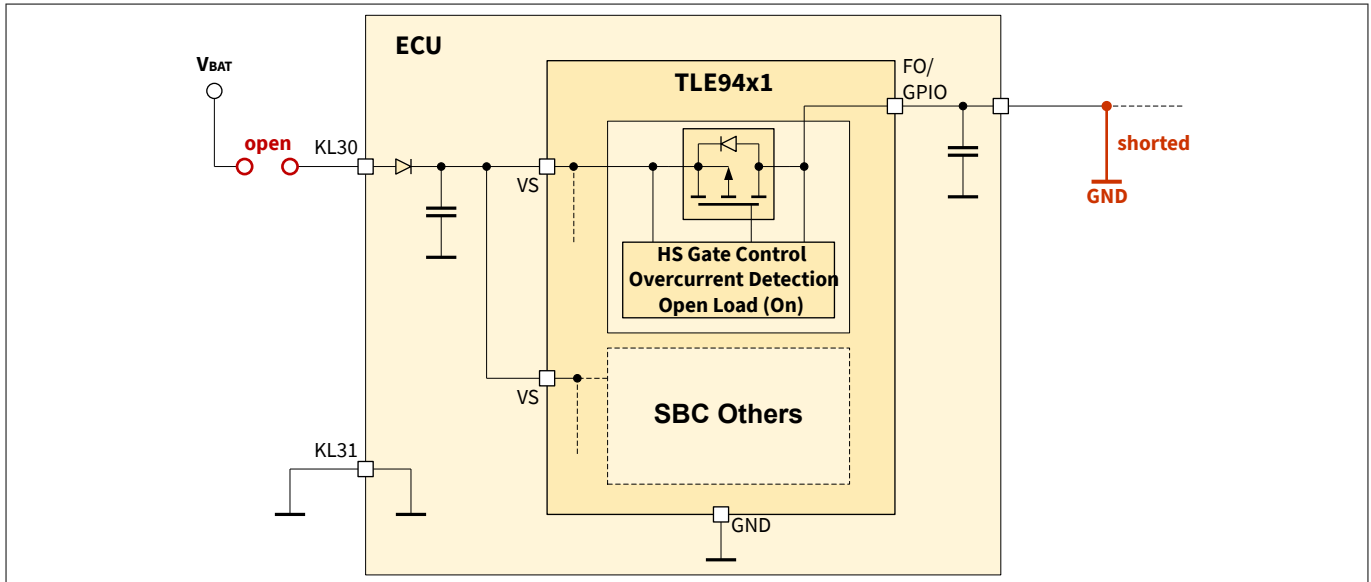 ECU
VBAT
TLE94x1
FO/
GPIO
open
KL30
shorted
VS
GND
HS Gate Control
Overcurrent Detection
Open Load (On)
VS
SBC Others
KL31
GND